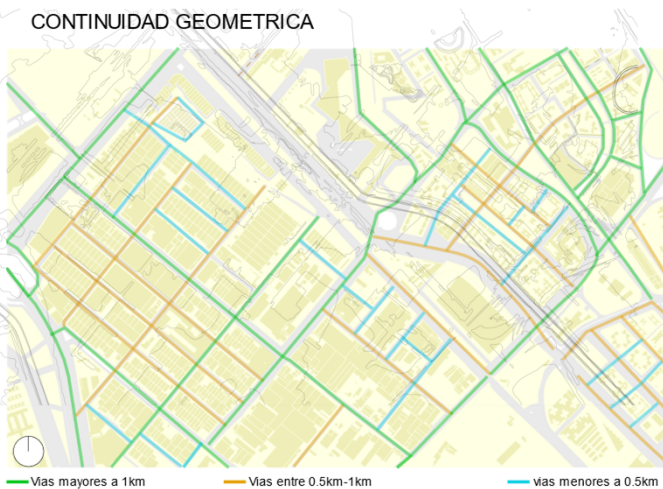 CONTINUIDAD GEOMETRICA
Vias mayores a 1km
Vias entre 0.5km-1km
vias menores a 0.5km